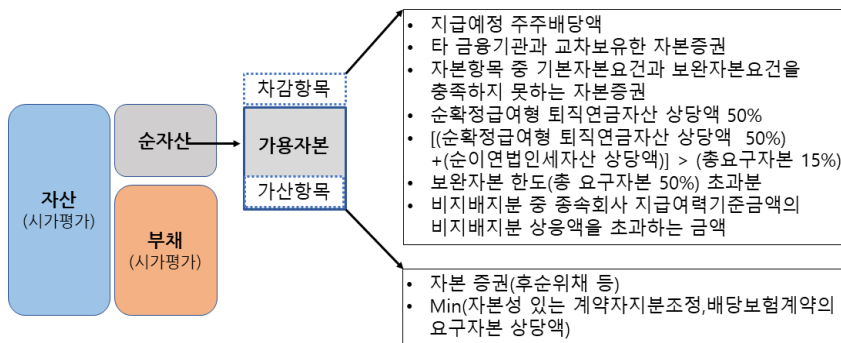 자산
(시가평가)
순자산
부채
(시가평가)
차감항목
가용자본
가산항목
• 지급예정 주주배당액
• 타 금융기관과 교차보유한 자본증권
• 자본항목 중 기본자본요건과 보완자본요건을
충족하지 못하는 자본증권
• 순확정급여형 퇴직연금자산 상당액 50%
• [(순확정급여형 퇴직연금자산 상당액 50%)
+(순이연법인세자산 상당액)] > (총요구자본 15%)
• 보완자본 한도(총 요구자본 50%) 초과분
• 비지배지분 중 종속회사 지급여력기준금액의
비지배지분 상응액을 초과하는 금액
• 자본 증권(후순위채 등)
• Min(자본성 있는 계약자지분조정,배당보험계약의
요구자본 상당액)